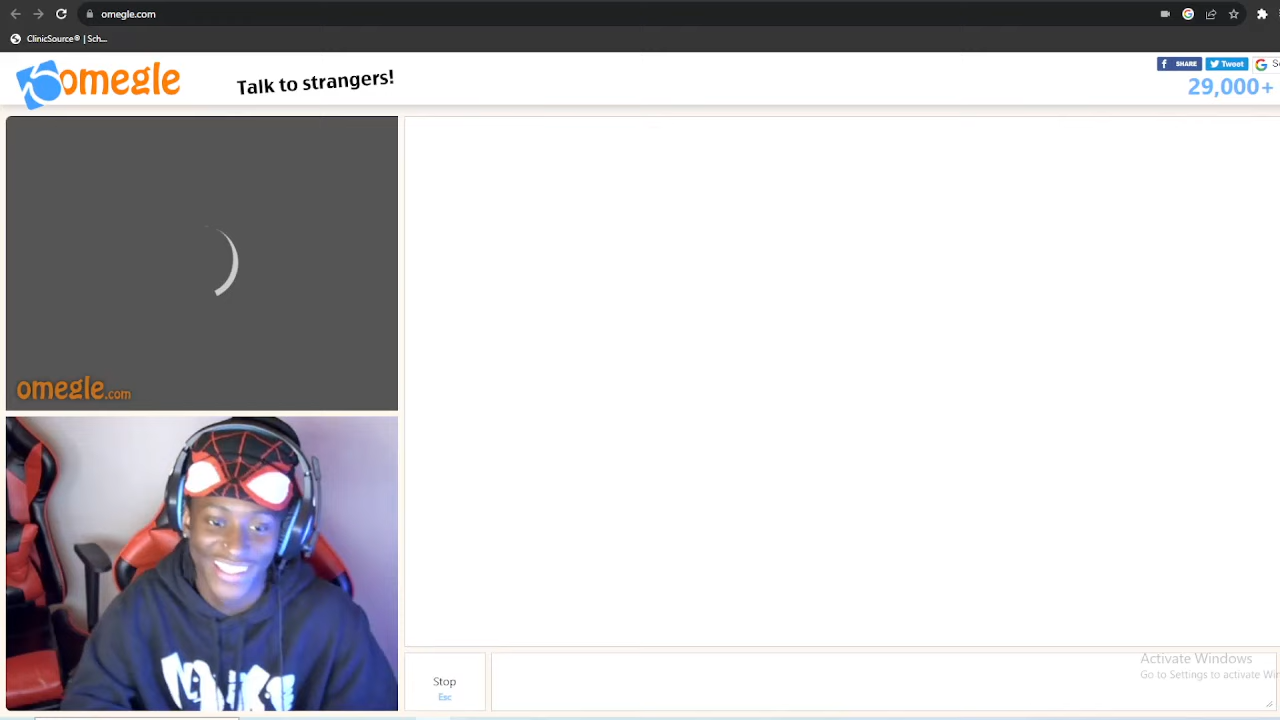 omegle.com
ClinicSource® | Sch...
omegle
Talk to strangers!
SHARE
Tweet
29,000+
omegle.com
Stop
Esc
Activate Windows
Go to Settings to activate Win